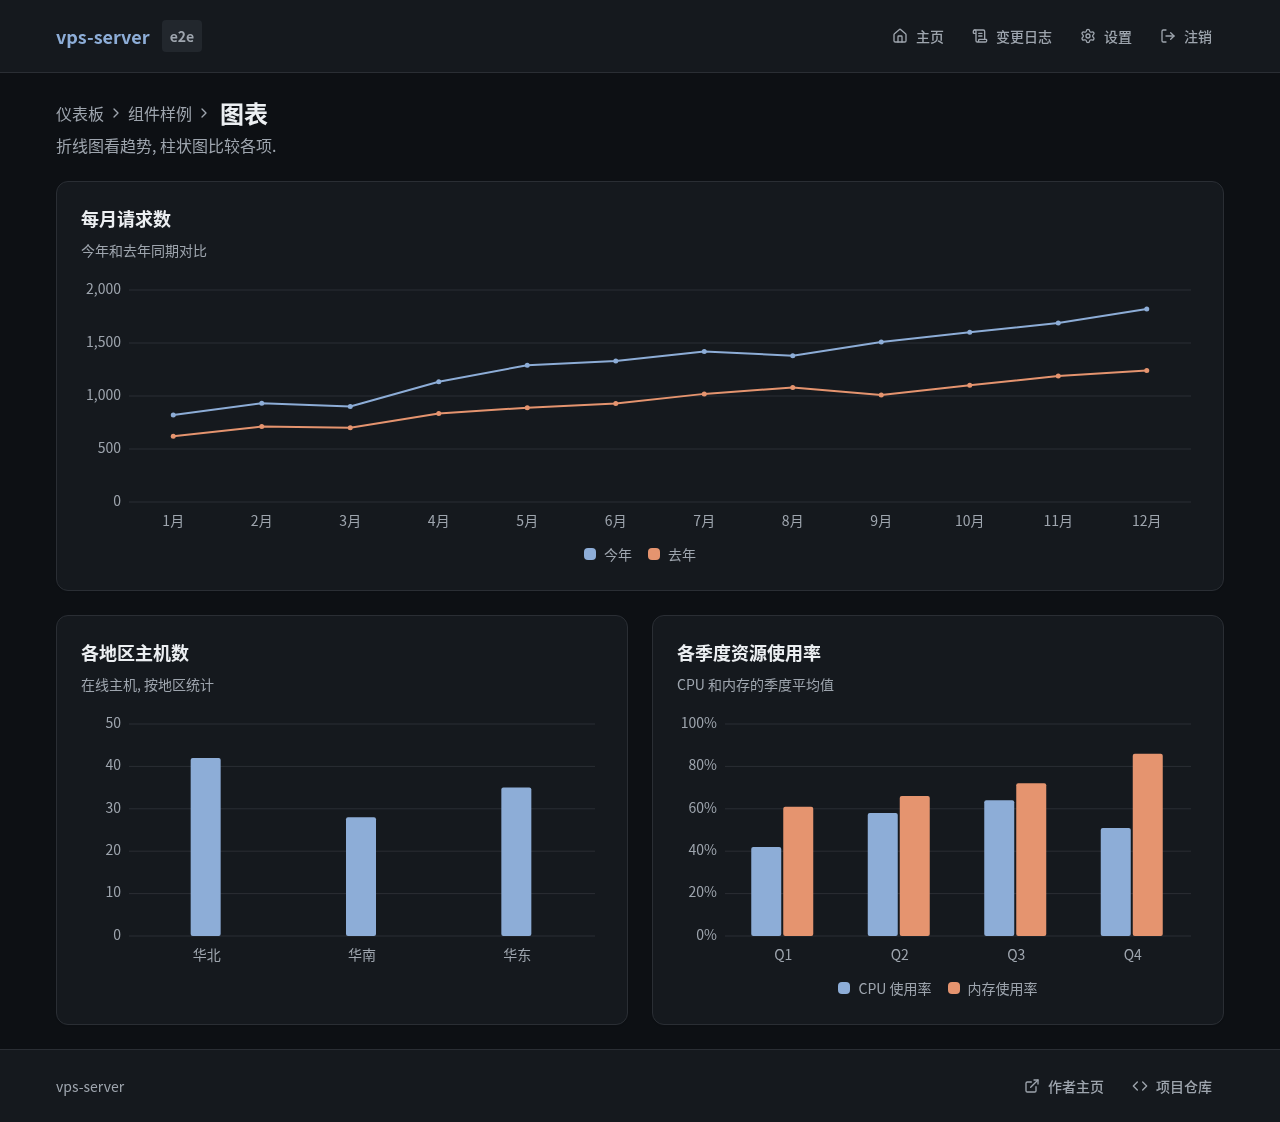 vps-server e2e 主页 变更日志 设置 注销
仪表板 组件样例 图表
折线图看趋势, 柱状图比较各项.
每月请求数
今年和去年同期对比
2,000
1,500
1,000
500
0
1月 2月 3月 4月 5月 6月 7月 8月 9月 10月 11月 12月
今年 去年
各地区主机数
在线主机, 按地区统计
50
40
30
20
10
0
华北 华南 华东
各季度资源使用率
CPU 和内存的季度平均值
100%
80%
60%
40%
20%
0%
Q1 Q2 Q3 Q4
CPU 使用率 内存使用率
vps-server 作者主页 项目仓库